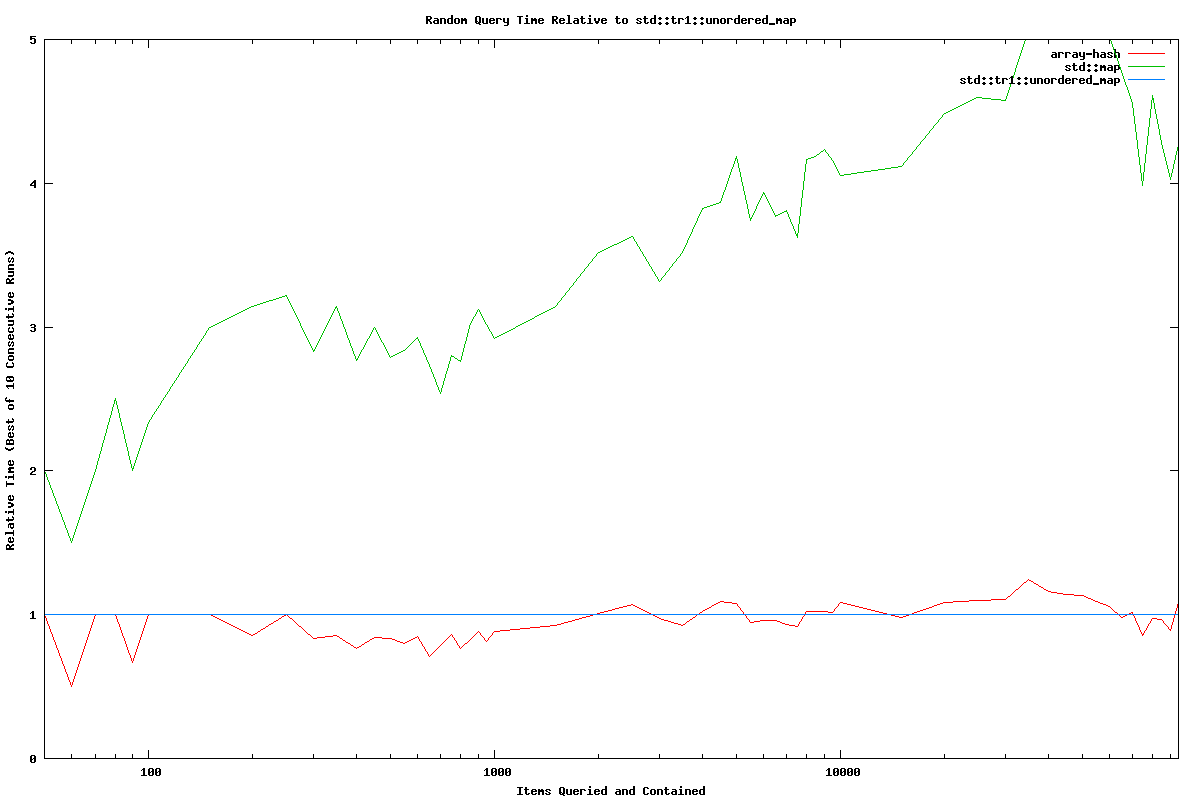 Random Query Time Relative to std::tr1::unordered_map
5
array-hash
std::map
std::tr1::unordered_map
4
3
2
1
0
Relative Time (Best of 10 Consecutive Runs)
100 1000 10000
Items Queried and Contained